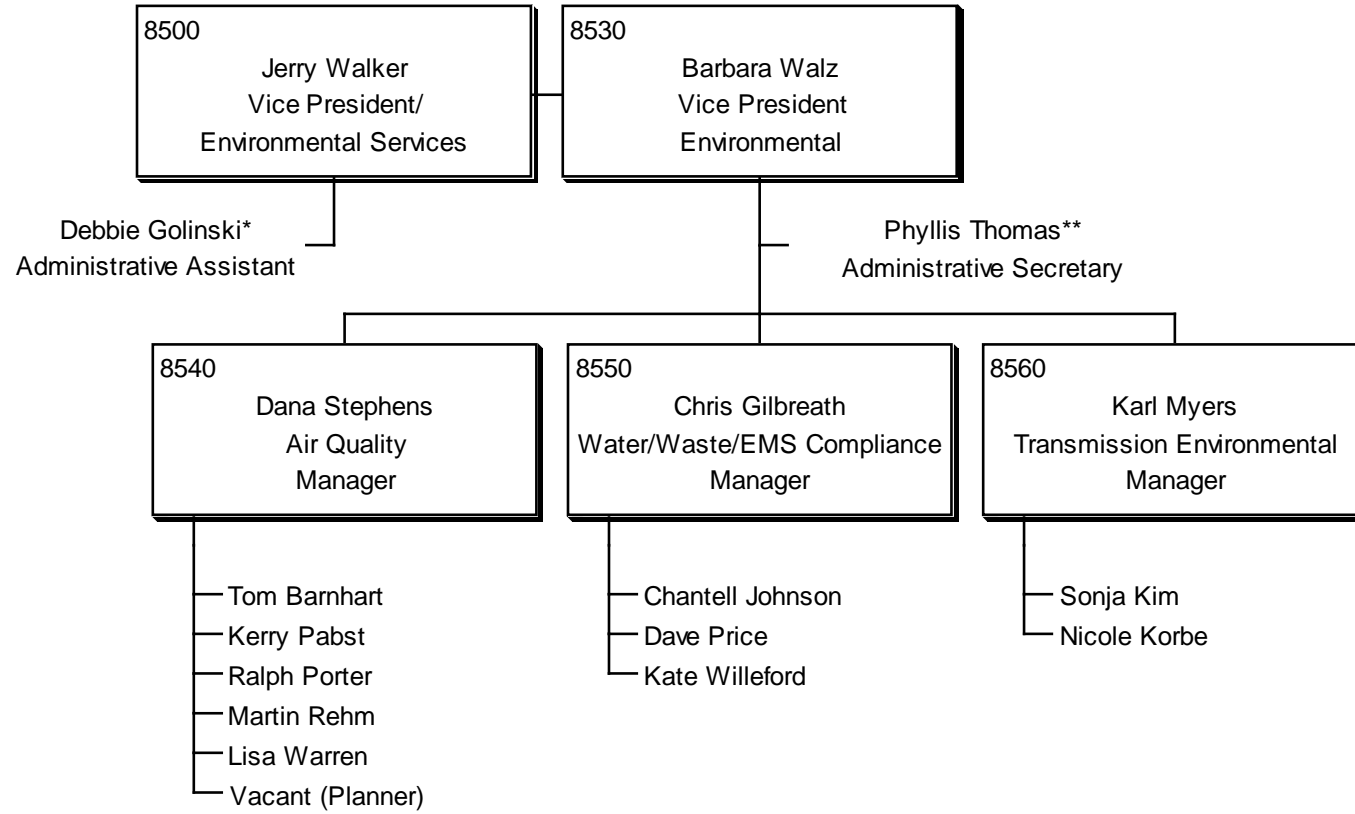 8500
Jerry Walker
Vice President/
Environmental Services
8530
Barbara Walz
Vice President
Environmental
Debbie Golinski*
Administrative Assistant
Phyllis Thomas**
Administrative Secretary
8540
Dana Stephens
Air Quality
Manager
8550
Chris Gilbreath
Water/Waste/EMS Compliance
Manager
8560
Karl Myers
Transmission Environmental
Manager
Tom Barnhart
Kerry Pabst
Ralph Porter
Martin Rehm
Lisa Warren
Vacant (Planner)
Chantell Johnson
Dave Price
Kate Willeford
Sonja Kim
Nicole Korbe